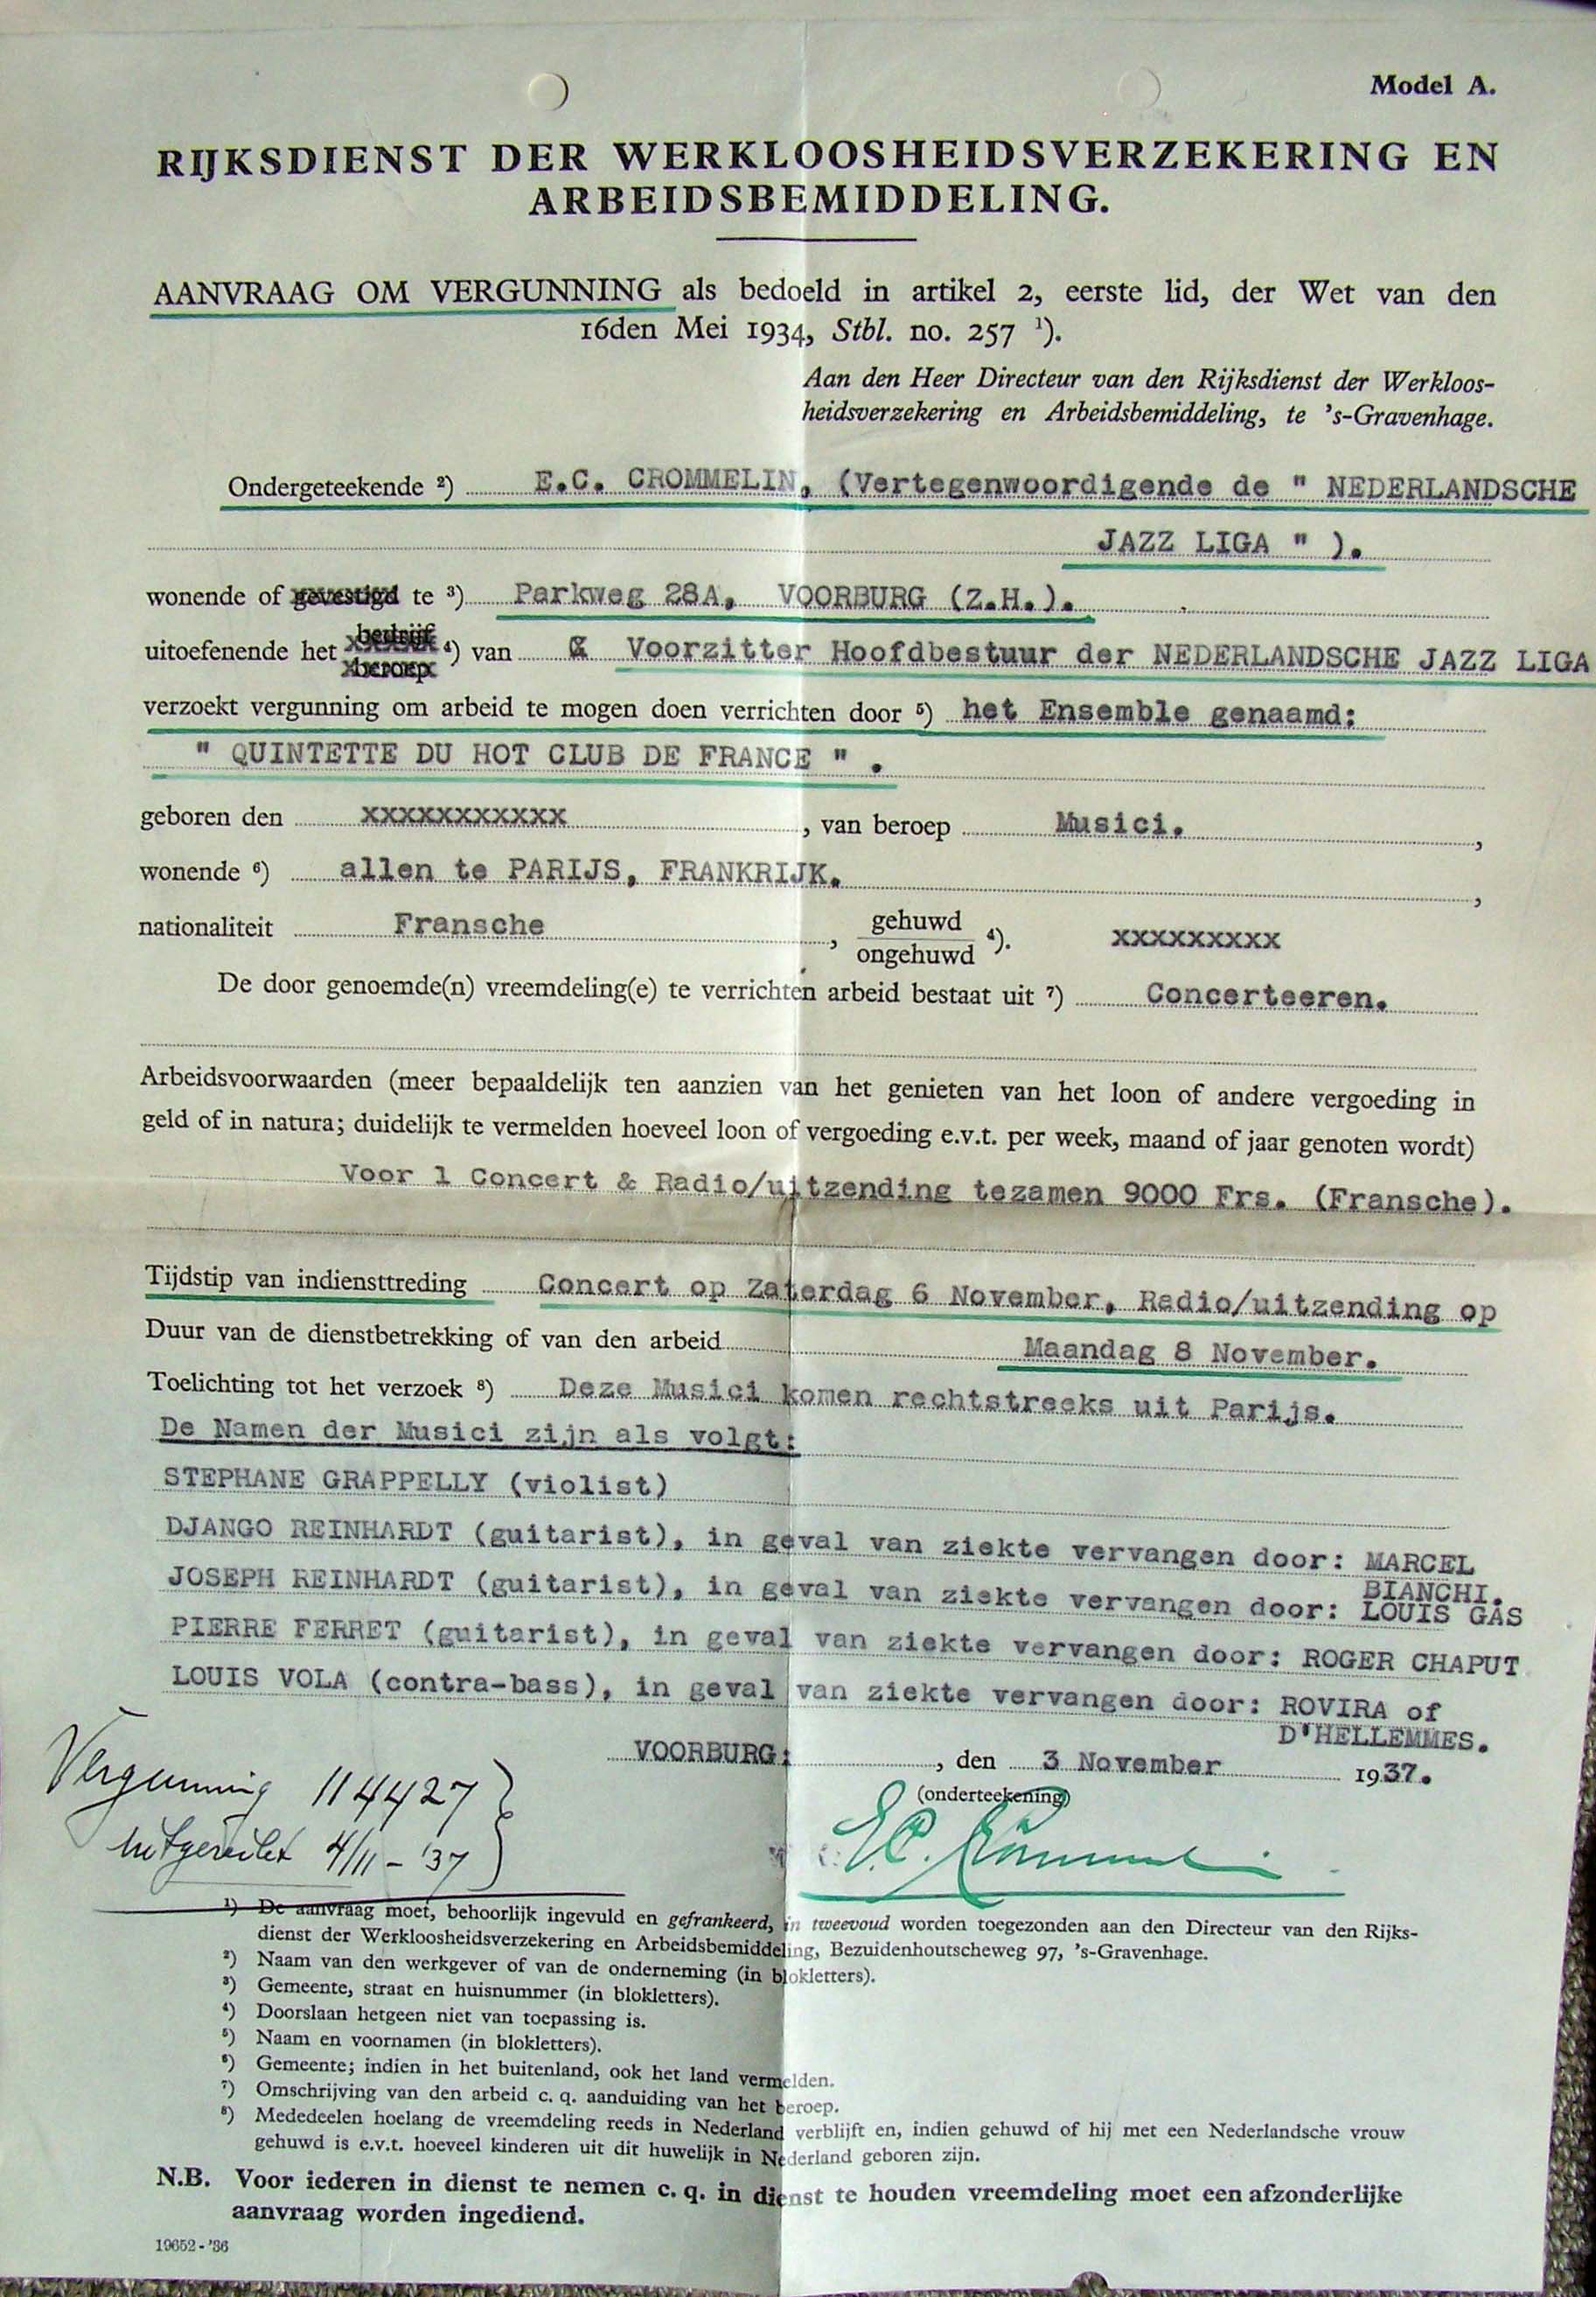 Model A.
RIJKSDIENST DER WERKLOOSHEIDSVERZEKERING EN
ARBEIDSBEMIDDELING.
AANVRAAG OM VERGUNNING als bedoeld in artikel 2, eerste lid, der Wet van den
16den Mei 1934, Stbl. no. 257 ¹).
Aan den Heer Directeur van den Rijksdienst der Werkloos-
heidsverzekering en Arbeidsbemiddeling, te 's-Gravenhage.
Ondergeteekende ²) E.C. CROMMELIN, (Vertegenwoordigende de " NEDERLANDSCHE
JAZZ LIGA " ).
wonende of gevestigd te ³) Parkweg 28A, VOORBURG (Z.H.).
uitoefenende het bedrijf beroep ⁴) van & Voorzitter Hoofdbestuur der NEDERLANDSCHE JAZZ LIGA
verzoekt vergunning om arbeid te mogen doen verrichten door ⁵) het Ensemble genaamd:
" QUINTETTE DU HOT CLUB DE FRANCE " .
geboren den xxxxxxxxxxx , van beroep Musici. ,
wonende ⁶) allen te PARIJS, FRANKRIJK. ,
nationaliteit Fransche , gehuwd ongehuwd ⁴). xxxxxxxxx
De door genoemde(n) vreemdeling(e) te verrichten arbeid bestaat uit ⁷) Concerteeren.
Arbeidsvoorwaarden (meer bepaaldelijk ten aanzien van het genieten van het loon of andere vergoeding in
geld of in natura; duidelijk te vermelden hoeveel loon of vergoeding e.v.t. per week, maand of jaar genoten wordt)
Voor 1 Concert & Radio/uitzending tezamen 9000 Frs. (Fransche).
Tijdstip van indiensttreding Concert op Zaterdag 6 November, Radio/uitzending op
Duur van de dienstbetrekking of van den arbeid Maandag 8 November.
Toelichting tot het verzoek ⁸) Deze Musici komen rechtstreeks uit Parijs.
De Namen der Musici zijn als volgt:
STEPHANE GRAPPELLY (violist)
DJANGO REINHARDT (guitarist), in geval van ziekte vervangen door: MARCEL
BIANCHI.
JOSEPH REINHARDT (guitarist), in geval van ziekte vervangen door: LOUIS GAS
PIERRE FERRET (guitarist), in geval van ziekte vervangen door: ROGER CHAPUT
LOUIS VOLA (contra-bass), in geval van ziekte vervangen door: ROVIRA of
D'HELLEMMES.
VOORBURG: , den 3 November 1937.
(onderteekening)
Vergunning 114427
uitgereikt 4/11 - '37
E.C. Crommelin
¹) De aanvraag moet, behoorlijk ingevuld en gefrankeerd, in tweevoud worden toegezonden aan den Directeur van den Rijks-
dienst der Werkloosheidsverzekering en Arbeidsbemiddeling, Bezuidenhoutscheweg 97, 's-Gravenhage.
²) Naam van den werkgever of van de onderneming (in blokletters).
³) Gemeente, straat en huisnummer (in blokletters).
⁴) Doorslaan hetgeen niet van toepassing is.
⁵) Naam en voornamen (in blokletters).
⁶) Gemeente; indien in het buitenland, ook het land vermelden.
⁷) Omschrijving van den arbeid c. q. aanduiding van het beroep.
⁸) Mededeelen hoelang de vreemdeling reeds in Nederland verblijft en, indien gehuwd of hij met een Nederlandsche vrouw
gehuwd is e.v.t. hoeveel kinderen uit dit huwelijk in Nederland geboren zijn.
N.B. Voor iederen in dienst te nemen c. q. in dienst te houden vreemdeling moet een afzonderlijke
aanvraag worden ingediend.
19652 - '36